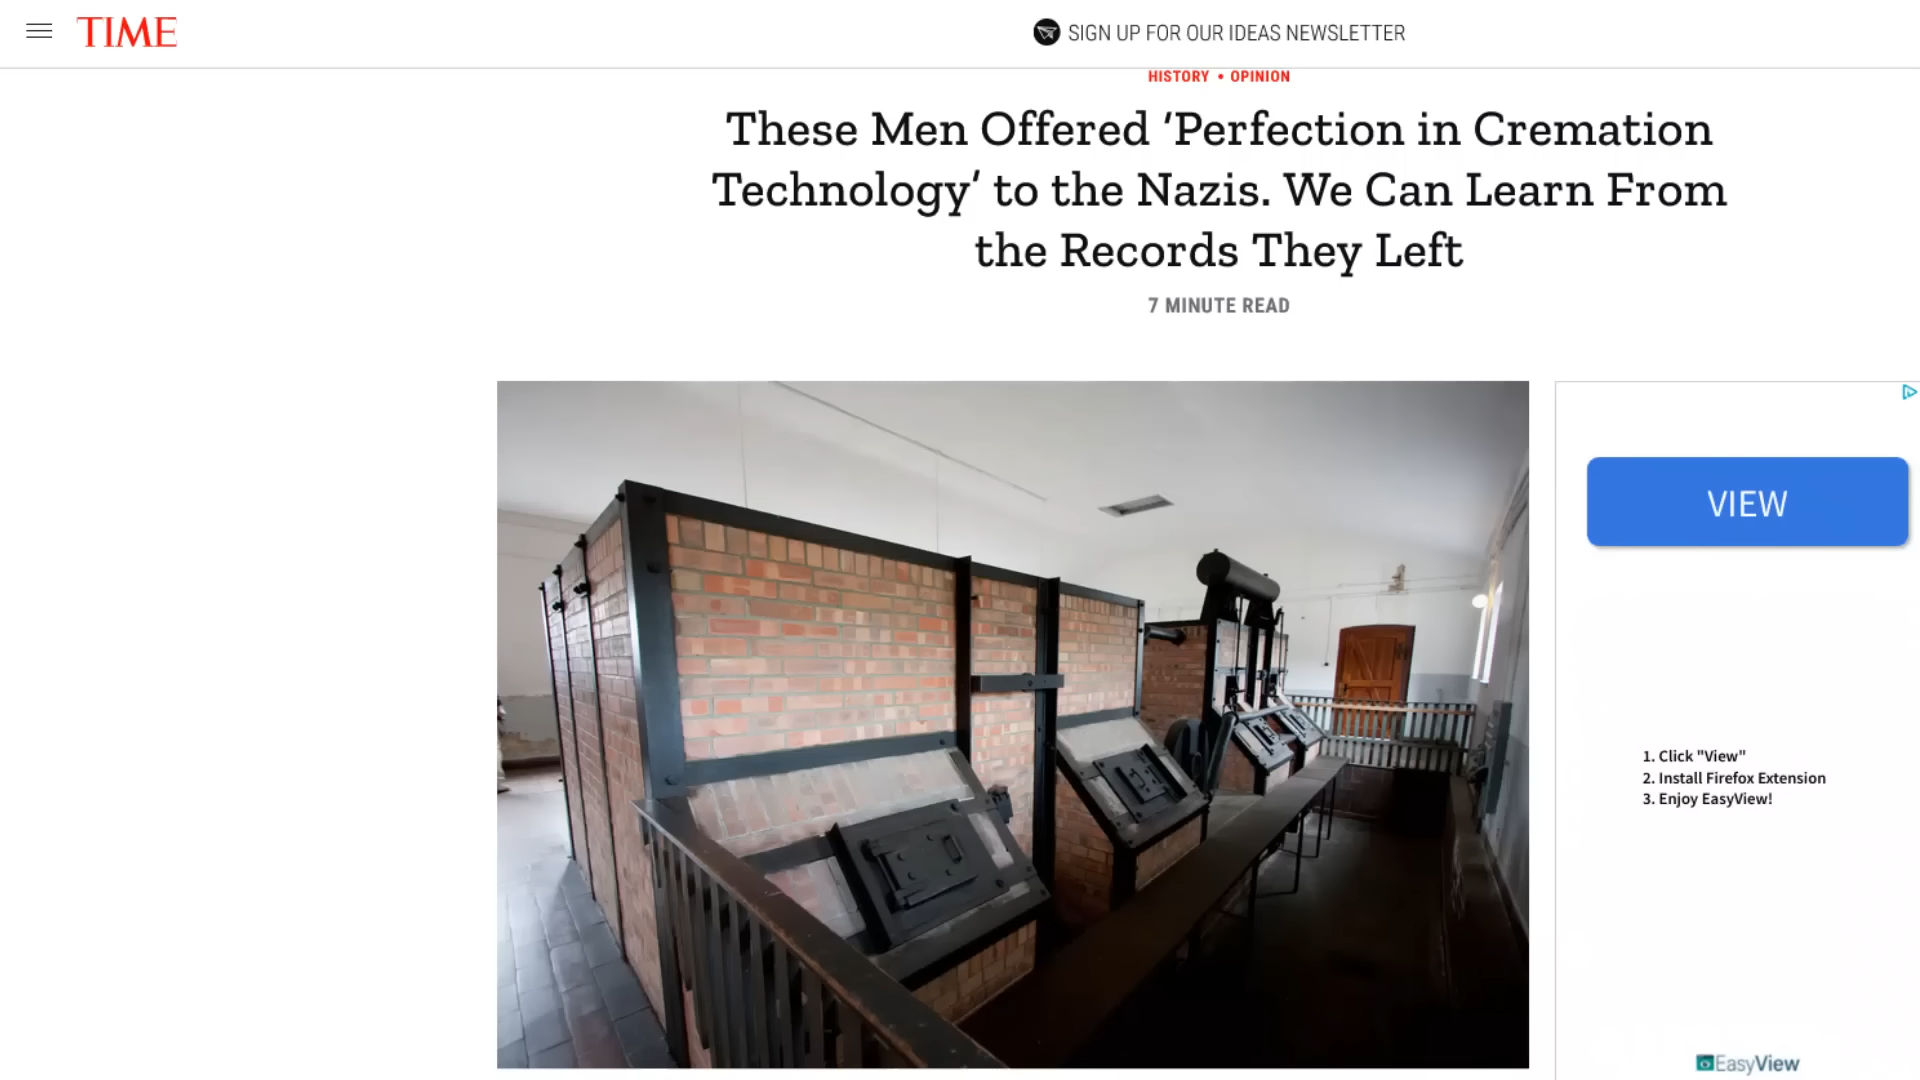 TIME
SIGN UP FOR OUR IDEAS NEWSLETTER
HISTORY • OPINION
These Men Offered ‘Perfection in Cremation
Technology’ to the Nazis. We Can Learn From
the Records They Left
7 MINUTE READ
VIEW
1. Click "View"
2. Install Firefox Extension
3. Enjoy EasyView!
EasyView